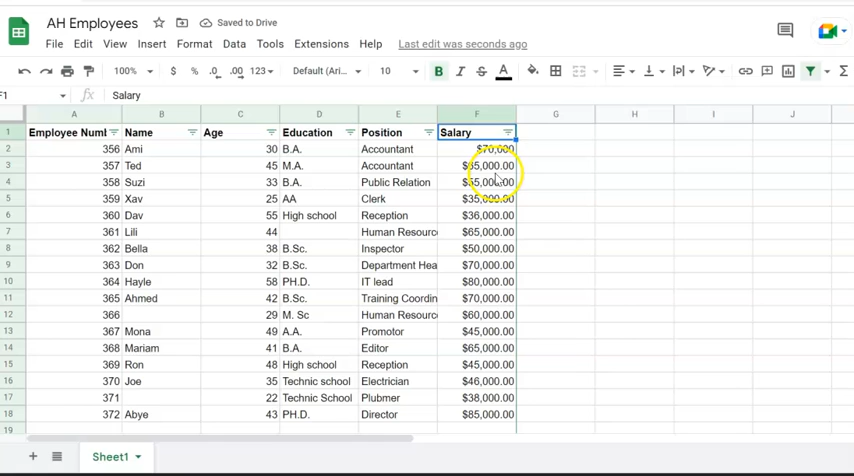 AH Employees Saved to Drive
File Edit View Insert Format Data Tools Extensions Help Last edit was seconds ago
100% $ % .0 .00 123 Default (Ari... 10 B I S A Σ
F1 fx Salary
A B C D E F G H I J
1 Employee Numb Name Age Education Position Salary
2 356 Ami 30 B.A. Accountant $70,000
3 357 Ted 45 M.A. Accountant $65,000.00
4 358 Suzi 33 B.A. Public Relation $55,000.00
5 359 Xav 25 AA Clerk $35,000.00
6 360 Dav 55 High school Reception $36,000.00
7 361 Lili 44 Human Resource $65,000.00
8 362 Bella 38 B.Sc. Inspector $50,000.00
9 363 Don 32 B.Sc. Department Hea $70,000.00
10 364 Hayle 58 PH.D. IT lead $80,000.00
11 365 Ahmed 42 B.Sc. Training Coordin $70,000.00
12 366 29 M. Sc Human Resource $60,000.00
13 367 Mona 49 A.A. Promotor $45,000.00
14 368 Mariam 41 B.A. Editor $65,000.00
15 369 Ron 48 High school Reception $45,000.00
16 370 Joe 35 Technic school Electrician $46,000.00
17 371 22 Technic School Plubmer $38,000.00
18 372 Abye 43 PH.D. Director $85,000.00
19
Sheet1